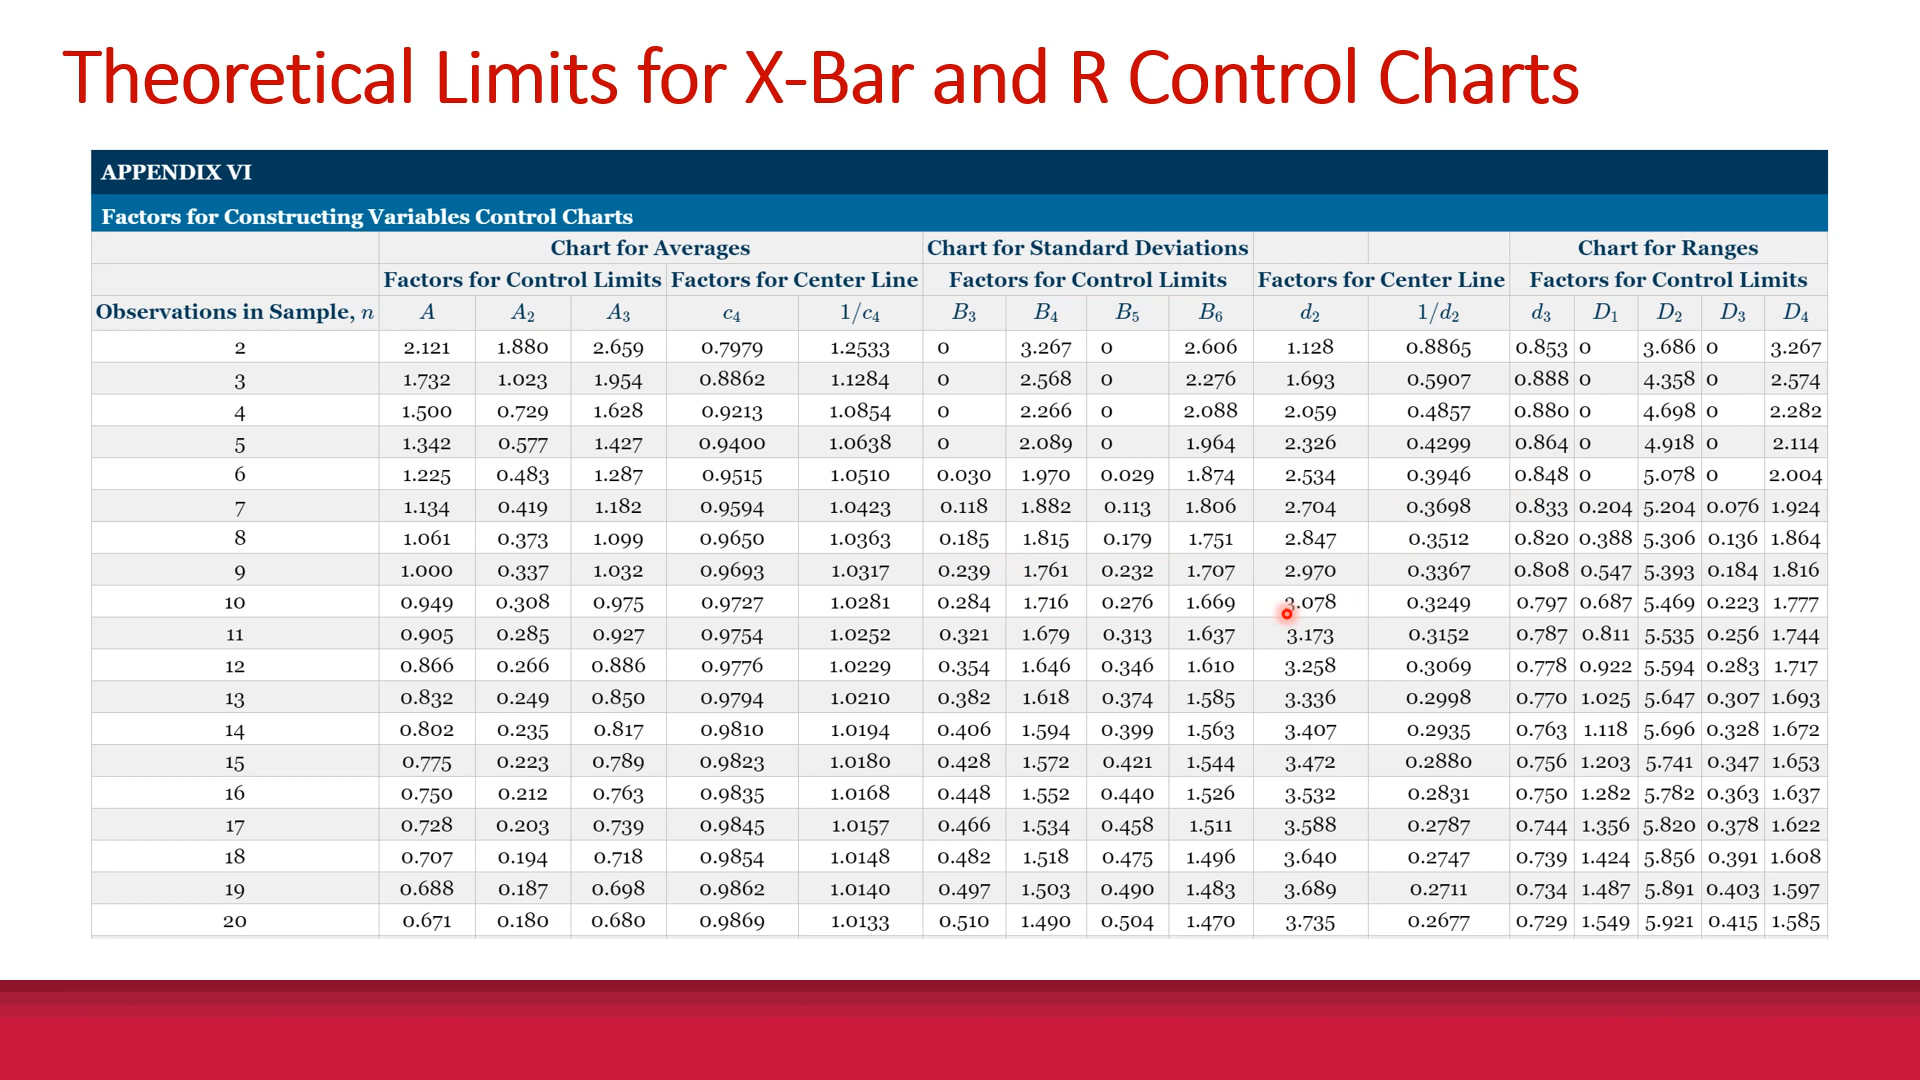 Theoretical Limits for X-Bar and R Control Charts
APPENDIX VI
Factors for Constructing Variables Control Charts
Chart for Averages Chart for Standard Deviations Chart for Ranges
Factors for Control Limits Factors for Center Line Factors for Control Limits Factors for Center Line Factors for Control Limits
Observations in Sample, n A A₂ A₃ c₄ 1/c₄ B₃ B₄ B₅ B₆ d₂ 1/d₂ d₃ D₁ D₂ D₃ D₄
2 2.121 1.880 2.659 0.7979 1.2533 0 3.267 0 2.606 1.128 0.8865 0.853 0 3.686 0 3.267
3 1.732 1.023 1.954 0.8862 1.1284 0 2.568 0 2.276 1.693 0.5907 0.888 0 4.358 0 2.574
4 1.500 0.729 1.628 0.9213 1.0854 0 2.266 0 2.088 2.059 0.4857 0.880 0 4.698 0 2.282
5 1.342 0.577 1.427 0.9400 1.0638 0 2.089 0 1.964 2.326 0.4299 0.864 0 4.918 0 2.114
6 1.225 0.483 1.287 0.9515 1.0510 0.030 1.970 0.029 1.874 2.534 0.3946 0.848 0 5.078 0 2.004
7 1.134 0.419 1.182 0.9594 1.0423 0.118 1.882 0.113 1.806 2.704 0.3698 0.833 0.204 5.204 0.076 1.924
8 1.061 0.373 1.099 0.9650 1.0363 0.185 1.815 0.179 1.751 2.847 0.3512 0.820 0.388 5.306 0.136 1.864
9 1.000 0.337 1.032 0.9693 1.0317 0.239 1.761 0.232 1.707 2.970 0.3367 0.808 0.547 5.393 0.184 1.816
10 0.949 0.308 0.975 0.9727 1.0281 0.284 1.716 0.276 1.669 3.078 0.3249 0.797 0.687 5.469 0.223 1.777
11 0.905 0.285 0.927 0.9754 1.0252 0.321 1.679 0.313 1.637 3.173 0.3152 0.787 0.811 5.535 0.256 1.744
12 0.866 0.266 0.886 0.9776 1.0229 0.354 1.646 0.346 1.610 3.258 0.3069 0.778 0.922 5.594 0.283 1.717
13 0.832 0.249 0.850 0.9794 1.0210 0.382 1.618 0.374 1.585 3.336 0.2998 0.770 1.025 5.647 0.307 1.693
14 0.802 0.235 0.817 0.9810 1.0194 0.406 1.594 0.399 1.563 3.407 0.2935 0.763 1.118 5.696 0.328 1.672
15 0.775 0.223 0.789 0.9823 1.0180 0.428 1.572 0.421 1.544 3.472 0.2880 0.756 1.203 5.741 0.347 1.653
16 0.750 0.212 0.763 0.9835 1.0168 0.448 1.552 0.440 1.526 3.532 0.2831 0.750 1.282 5.782 0.363 1.637
17 0.728 0.203 0.739 0.9845 1.0157 0.466 1.534 0.458 1.511 3.588 0.2787 0.744 1.356 5.820 0.378 1.622
18 0.707 0.194 0.718 0.9854 1.0148 0.482 1.518 0.475 1.496 3.640 0.2747 0.739 1.424 5.856 0.391 1.608
19 0.688 0.187 0.698 0.9862 1.0140 0.497 1.503 0.490 1.483 3.689 0.2711 0.734 1.487 5.891 0.403 1.597
20 0.671 0.180 0.680 0.9869 1.0133 0.510 1.490 0.504 1.470 3.735 0.2677 0.729 1.549 5.921 0.415 1.585